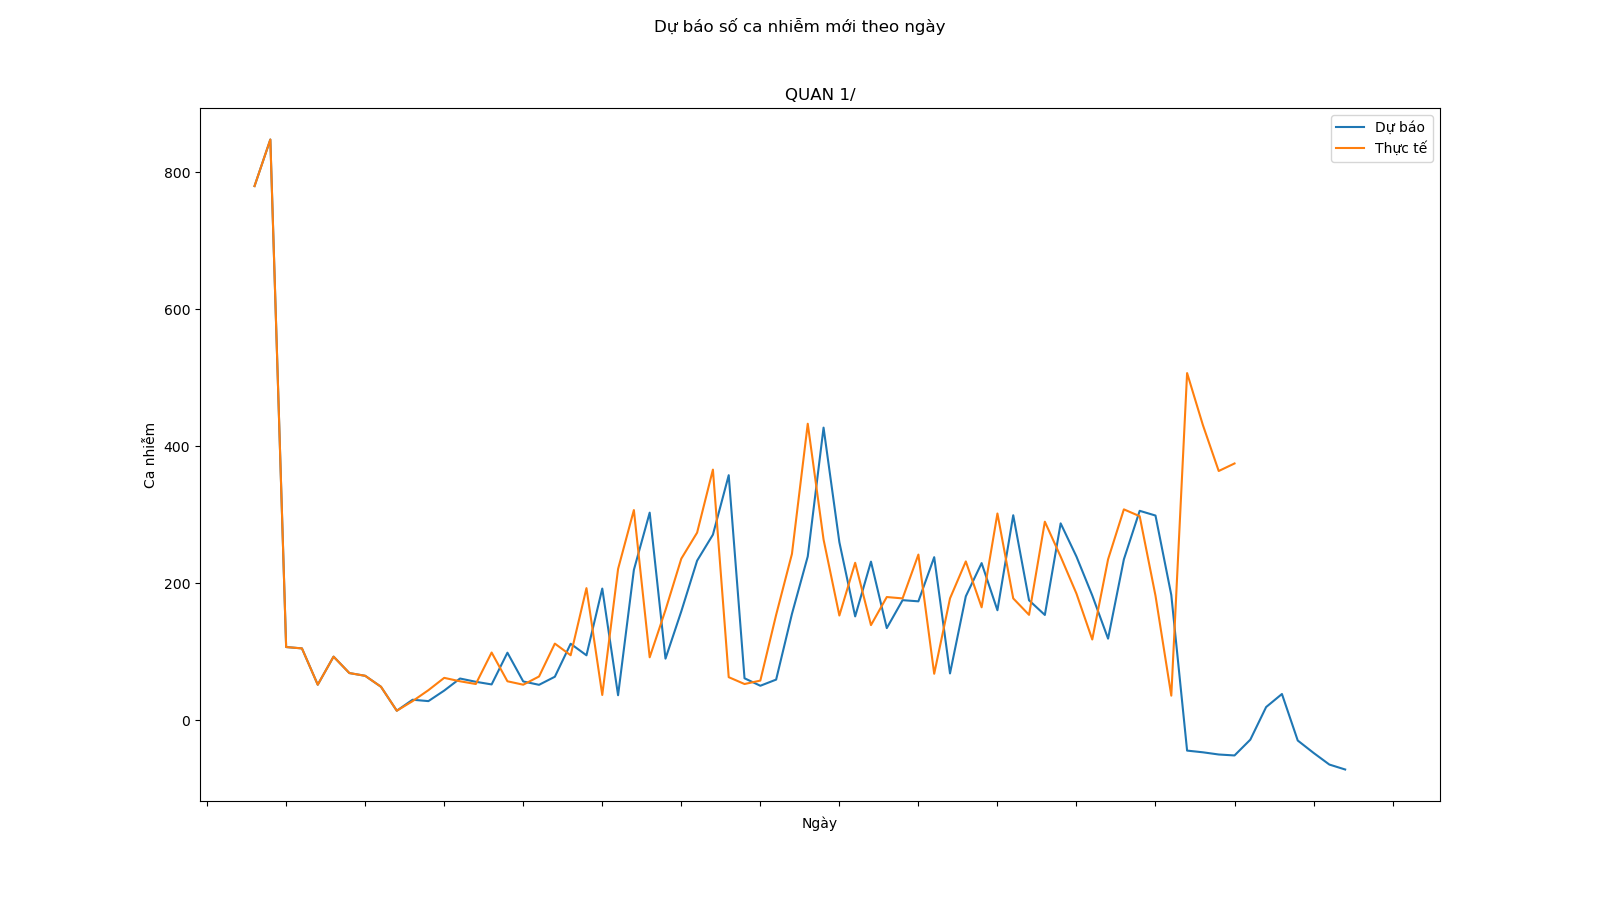 Dự báo số ca nhiễm mới theo ngày
QUAN 1/
Dự báo
Thực tế
800
600
400
200
0
Ca nhiễm
Ngày